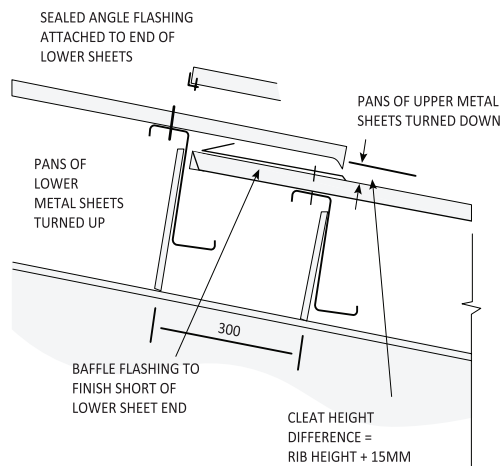 SEALED ANGLE FLASHING
ATTACHED TO END OF
LOWER SHEETS
PANS OF UPPER METAL
SHEETS TURNED DOWN
PANS OF
LOWER
METAL SHEETS
TURNED UP
300
BAFFLE FLASHING TO
FINISH SHORT OF
LOWER SHEET END
CLEAT HEIGHT
DIFFERENCE =
RIB HEIGHT + 15MM